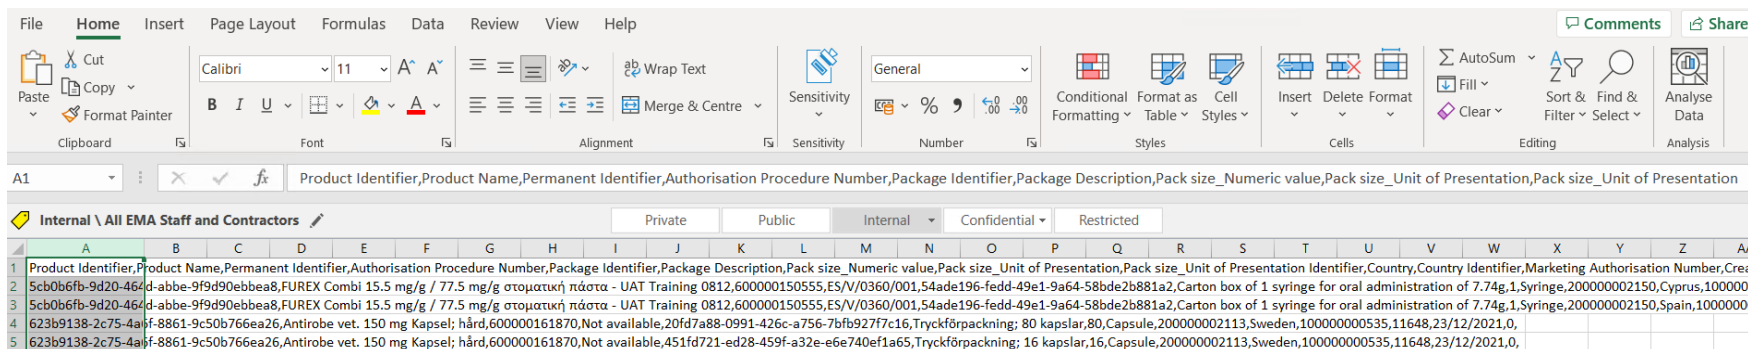 File Home Insert Page Layout Formulas Data Review View Help Comments Share
Paste Cut Copy Format Painter Clipboard
Calibri 11 A A B I U A Font
Wrap Text Merge & Centre Alignment
Sensitivity Sensitivity
General % Number
Conditional Formatting Format as Table Cell Styles Styles
Insert Delete Format Cells
AutoSum Fill Clear Sort & Filter Find & Select Editing
Analyse Data Analysis
A1 fx Product Identifier,Product Name,Permanent Identifier,Authorisation Procedure Number,Package Identifier,Package Description,Pack size_Numeric value,Pack size_Unit of Presentation,Pack size_Unit of Presentation
Internal \ All EMA Staff and Contractors Private Public Internal Confidential Restricted
A B C D E F G H I J K L M N O P Q R S T U V W X Y Z
1 Product Identifier,Product Name,Permanent Identifier,Authorisation Procedure Number,Package Identifier,Package Description,Pack size_Numeric value,Pack size_Unit of Presentation,Pack size_Unit of Presentation Identifier,Country,Country Identifier,Marketing Authorisation Number,Crea
2 5cb0b6fb-9d20-464d-abbe-9f9d90ebbea8,FUREX Combi 15.5 mg/g / 77.5 mg/g στοματική πάστα - UAT Training 0812,600000150555,ES/V/0360/001,54ade196-fedd-49e1-9a64-58bde2b881a2,Carton box of 1 syringe for oral administration of 7.74g,1,Syringe,200000002150,Cyprus,100000
3 5cb0b6fb-9d20-464d-abbe-9f9d90ebbea8,FUREX Combi 15.5 mg/g / 77.5 mg/g στοματική πάστα - UAT Training 0812,600000150555,ES/V/0360/001,54ade196-fedd-49e1-9a64-58bde2b881a2,Carton box of 1 syringe for oral administration of 7.74g,1,Syringe,200000002150,Spain,1000000
4 623b9138-2c75-4a6f-8861-9c50b766ea26,Antirobe vet. 150 mg Kapsel; hård,600000161870,Not available,20fd7a88-0991-426c-a756-7bfb927f7c16,Tryckförpackning; 80 kapslar,80,Capsule,200000002113,Sweden,100000000535,11648,23/12/2021,0,
5 623b9138-2c75-4a6f-8861-9c50b766ea26,Antirobe vet. 150 mg Kapsel; hård,600000161870,Not available,451fd721-ed28-459f-a32e-e6e740ef1a65,Tryckförpackning; 16 kapslar,16,Capsule,200000002113,Sweden,100000000535,11648,23/12/2021,0,